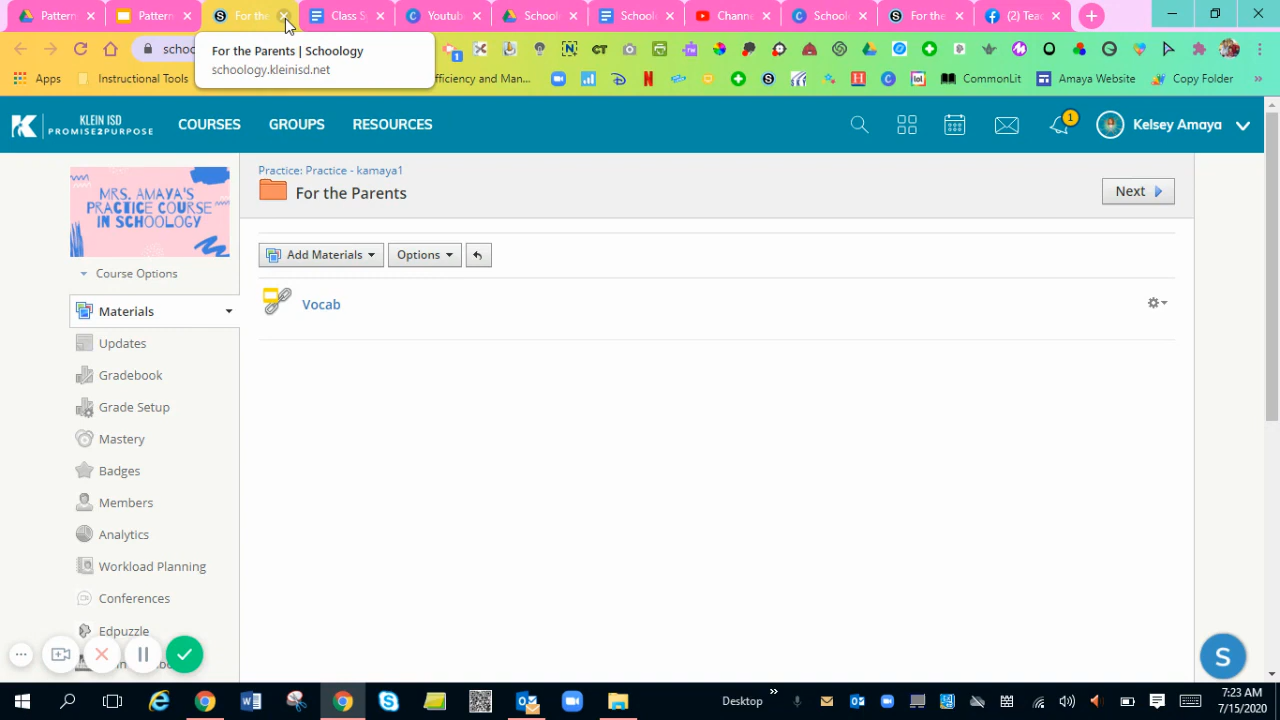 Pattern
Pattern
For the
Class S
Youtub
School
School
Chann
School
For the
(2) Tea
schoo
For the Parents | Schoology
schoology.kleinisd.net
Apps
Instructional Tools
fficiency and Man...
CommonLit
Amaya Website
Copy Folder
KLEIN ISD
PROMISE2PURPOSE
COURSES
GROUPS
RESOURCES
1
Kelsey Amaya
MRS. AMAYA'S
PRACTICE COURSE
IN SCHOOLOGY
Practice: Practice - kamaya1
For the Parents
Next
Course Options
Add Materials
Options
Materials
Vocab
Updates
Gradebook
Grade Setup
Mastery
Badges
Members
Analytics
Workload Planning
Conferences
Edpuzzle
S
Desktop
7:23 AM
7/15/2020